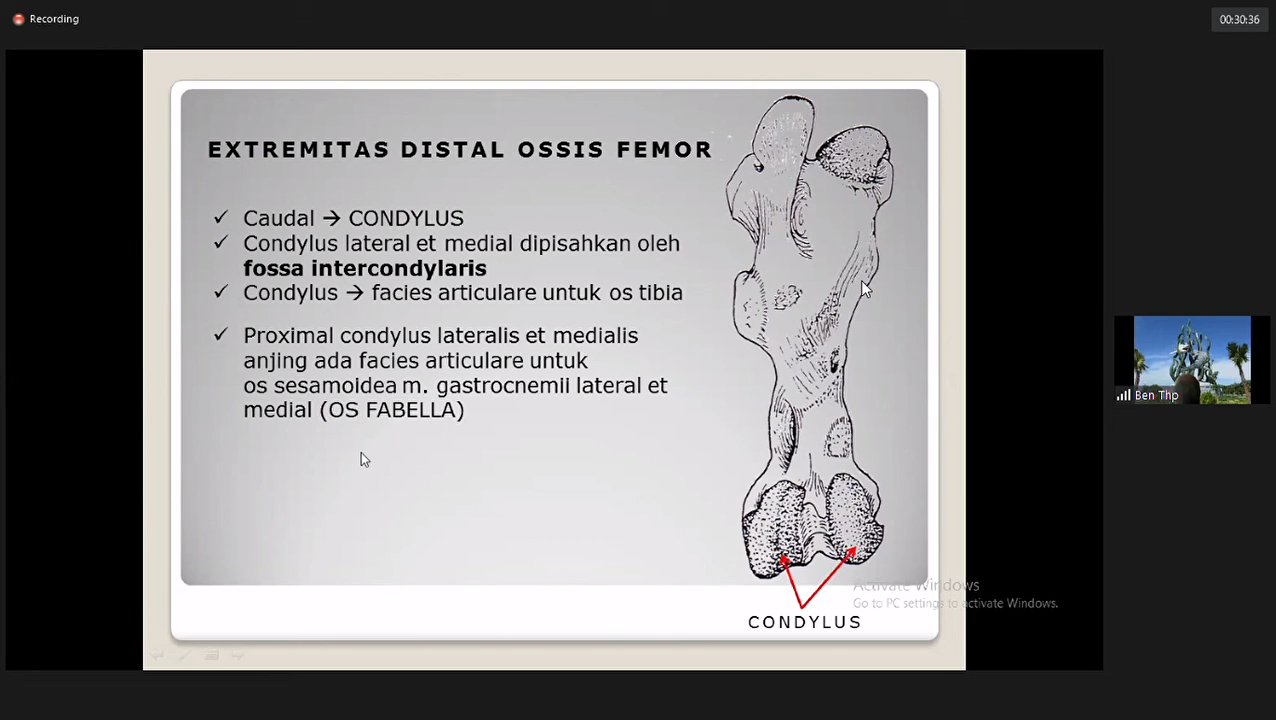 Recording
00:30:36
EXTREMITAS DISTAL OSSIS FEMOR
✓ Caudal → CONDYLUS
✓ Condylus lateral et medial dipisahkan oleh
fossa intercondylaris
✓ Condylus → facies articulare untuk os tibia
✓ Proximal condylus lateralis et medialis
anjing ada facies articulare untuk
os sesamoidea m. gastrocnemii lateral et
medial (OS FABELLA)
CONDYLUS
Activate Windows
Go to PC settings to activate Windows.
Ben Thp